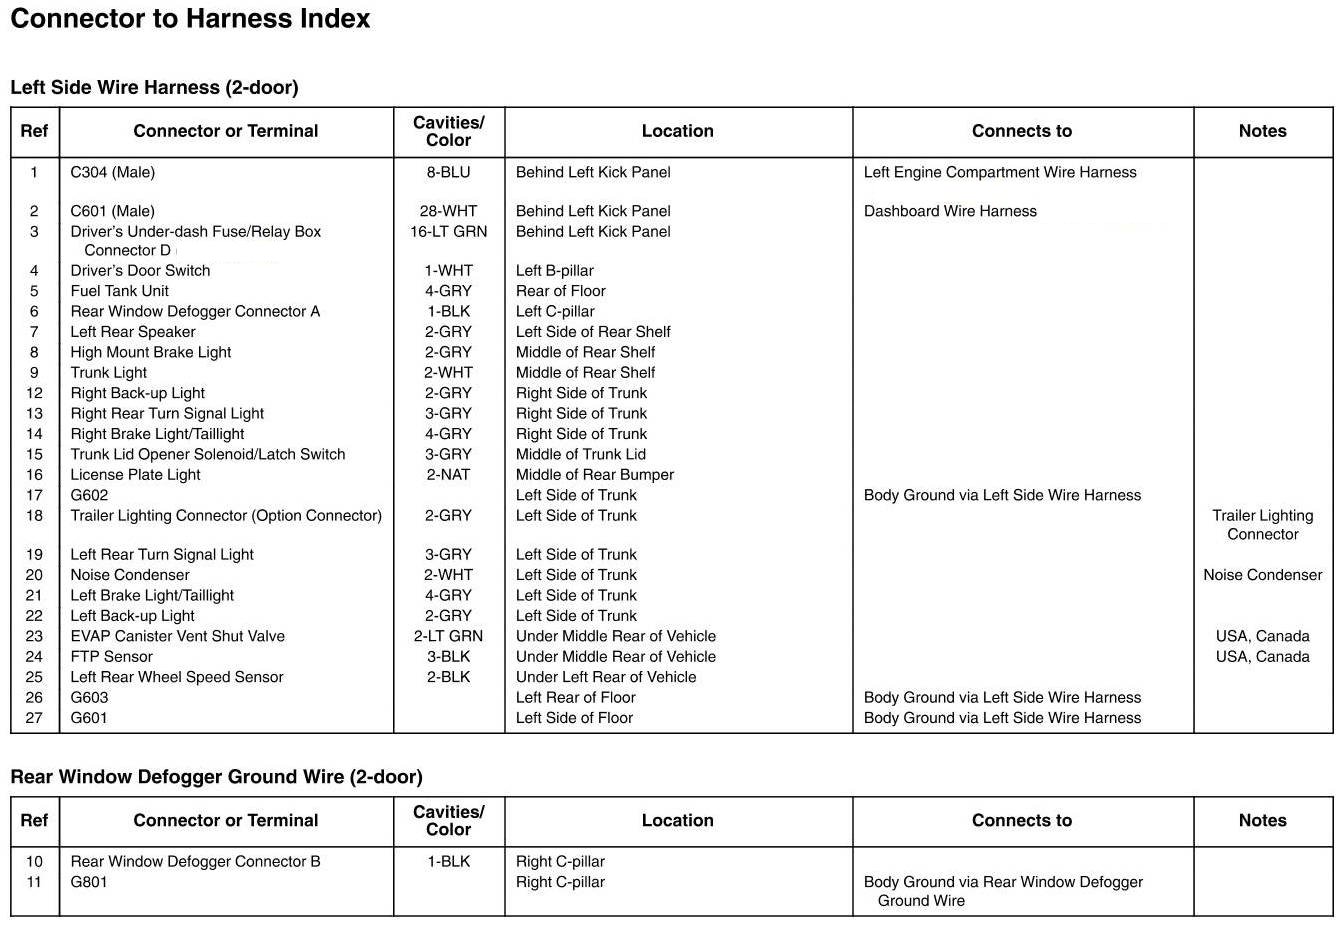 Connector to Harness Index
Left Side Wire Harness (2-door)
Ref Connector or Terminal Cavities/ Color Location Connects to Notes
1 C304 (Male) 8-BLU Behind Left Kick Panel Left Engine Compartment Wire Harness
2 C601 (Male) 28-WHT Behind Left Kick Panel Dashboard Wire Harness
3 Driver's Under-dash Fuse/Relay Box 16-LT GRN Behind Left Kick Panel
Connector D
4 Driver's Door Switch 1-WHT Left B-pillar
5 Fuel Tank Unit 4-GRY Rear of Floor
6 Rear Window Defogger Connector A 1-BLK Left C-pillar
7 Left Rear Speaker 2-GRY Left Side of Rear Shelf
8 High Mount Brake Light 2-GRY Middle of Rear Shelf
9 Trunk Light 2-WHT Middle of Rear Shelf
12 Right Back-up Light 2-GRY Right Side of Trunk
13 Right Rear Turn Signal Light 3-GRY Right Side of Trunk
14 Right Brake Light/Taillight 4-GRY Right Side of Trunk
15 Trunk Lid Opener Solenoid/Latch Switch 3-GRY Middle of Trunk Lid
16 License Plate Light 2-NAT Middle of Rear Bumper
17 G602 Left Side of Trunk Body Ground via Left Side Wire Harness
18 Trailer Lighting Connector (Option Connector) 2-GRY Left Side of Trunk Trailer Lighting
Connector
19 Left Rear Turn Signal Light 3-GRY Left Side of Trunk
20 Noise Condenser 2-WHT Left Side of Trunk Noise Condenser
21 Left Brake Light/Taillight 4-GRY Left Side of Trunk
22 Left Back-up Light 2-GRY Left Side of Trunk
23 EVAP Canister Vent Shut Valve 2-LT GRN Under Middle Rear of Vehicle USA, Canada
24 FTP Sensor 3-BLK Under Middle Rear of Vehicle USA, Canada
25 Left Rear Wheel Speed Sensor 2-BLK Under Left Rear of Vehicle
26 G603 Left Rear of Floor Body Ground via Left Side Wire Harness
27 G601 Left Side of Floor Body Ground via Left Side Wire Harness
Rear Window Defogger Ground Wire (2-door)
Ref Connector or Terminal Cavities/ Color Location Connects to Notes
10 Rear Window Defogger Connector B 1-BLK Right C-pillar
11 G801 Right C-pillar Body Ground via Rear Window Defogger
Ground Wire